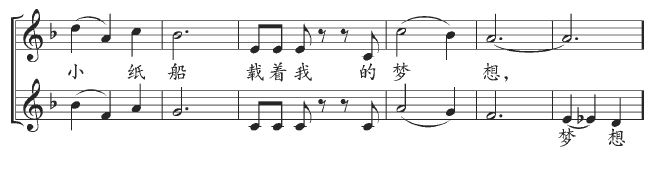 小 纸 船 载 着 我 的 梦 想,
梦 想